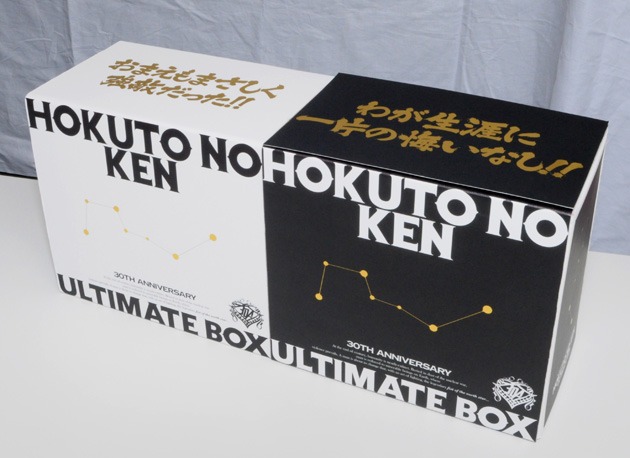 おまえもまさしく
強敵だった!!
HOKUTO NO
KEN
30TH ANNIVERSARY
ULTIMATE BOX
わが生涯に
一片の悔いなし!!
HOKUTO NO
KEN
30TH ANNIVERSARY
ULTIMATE BOX